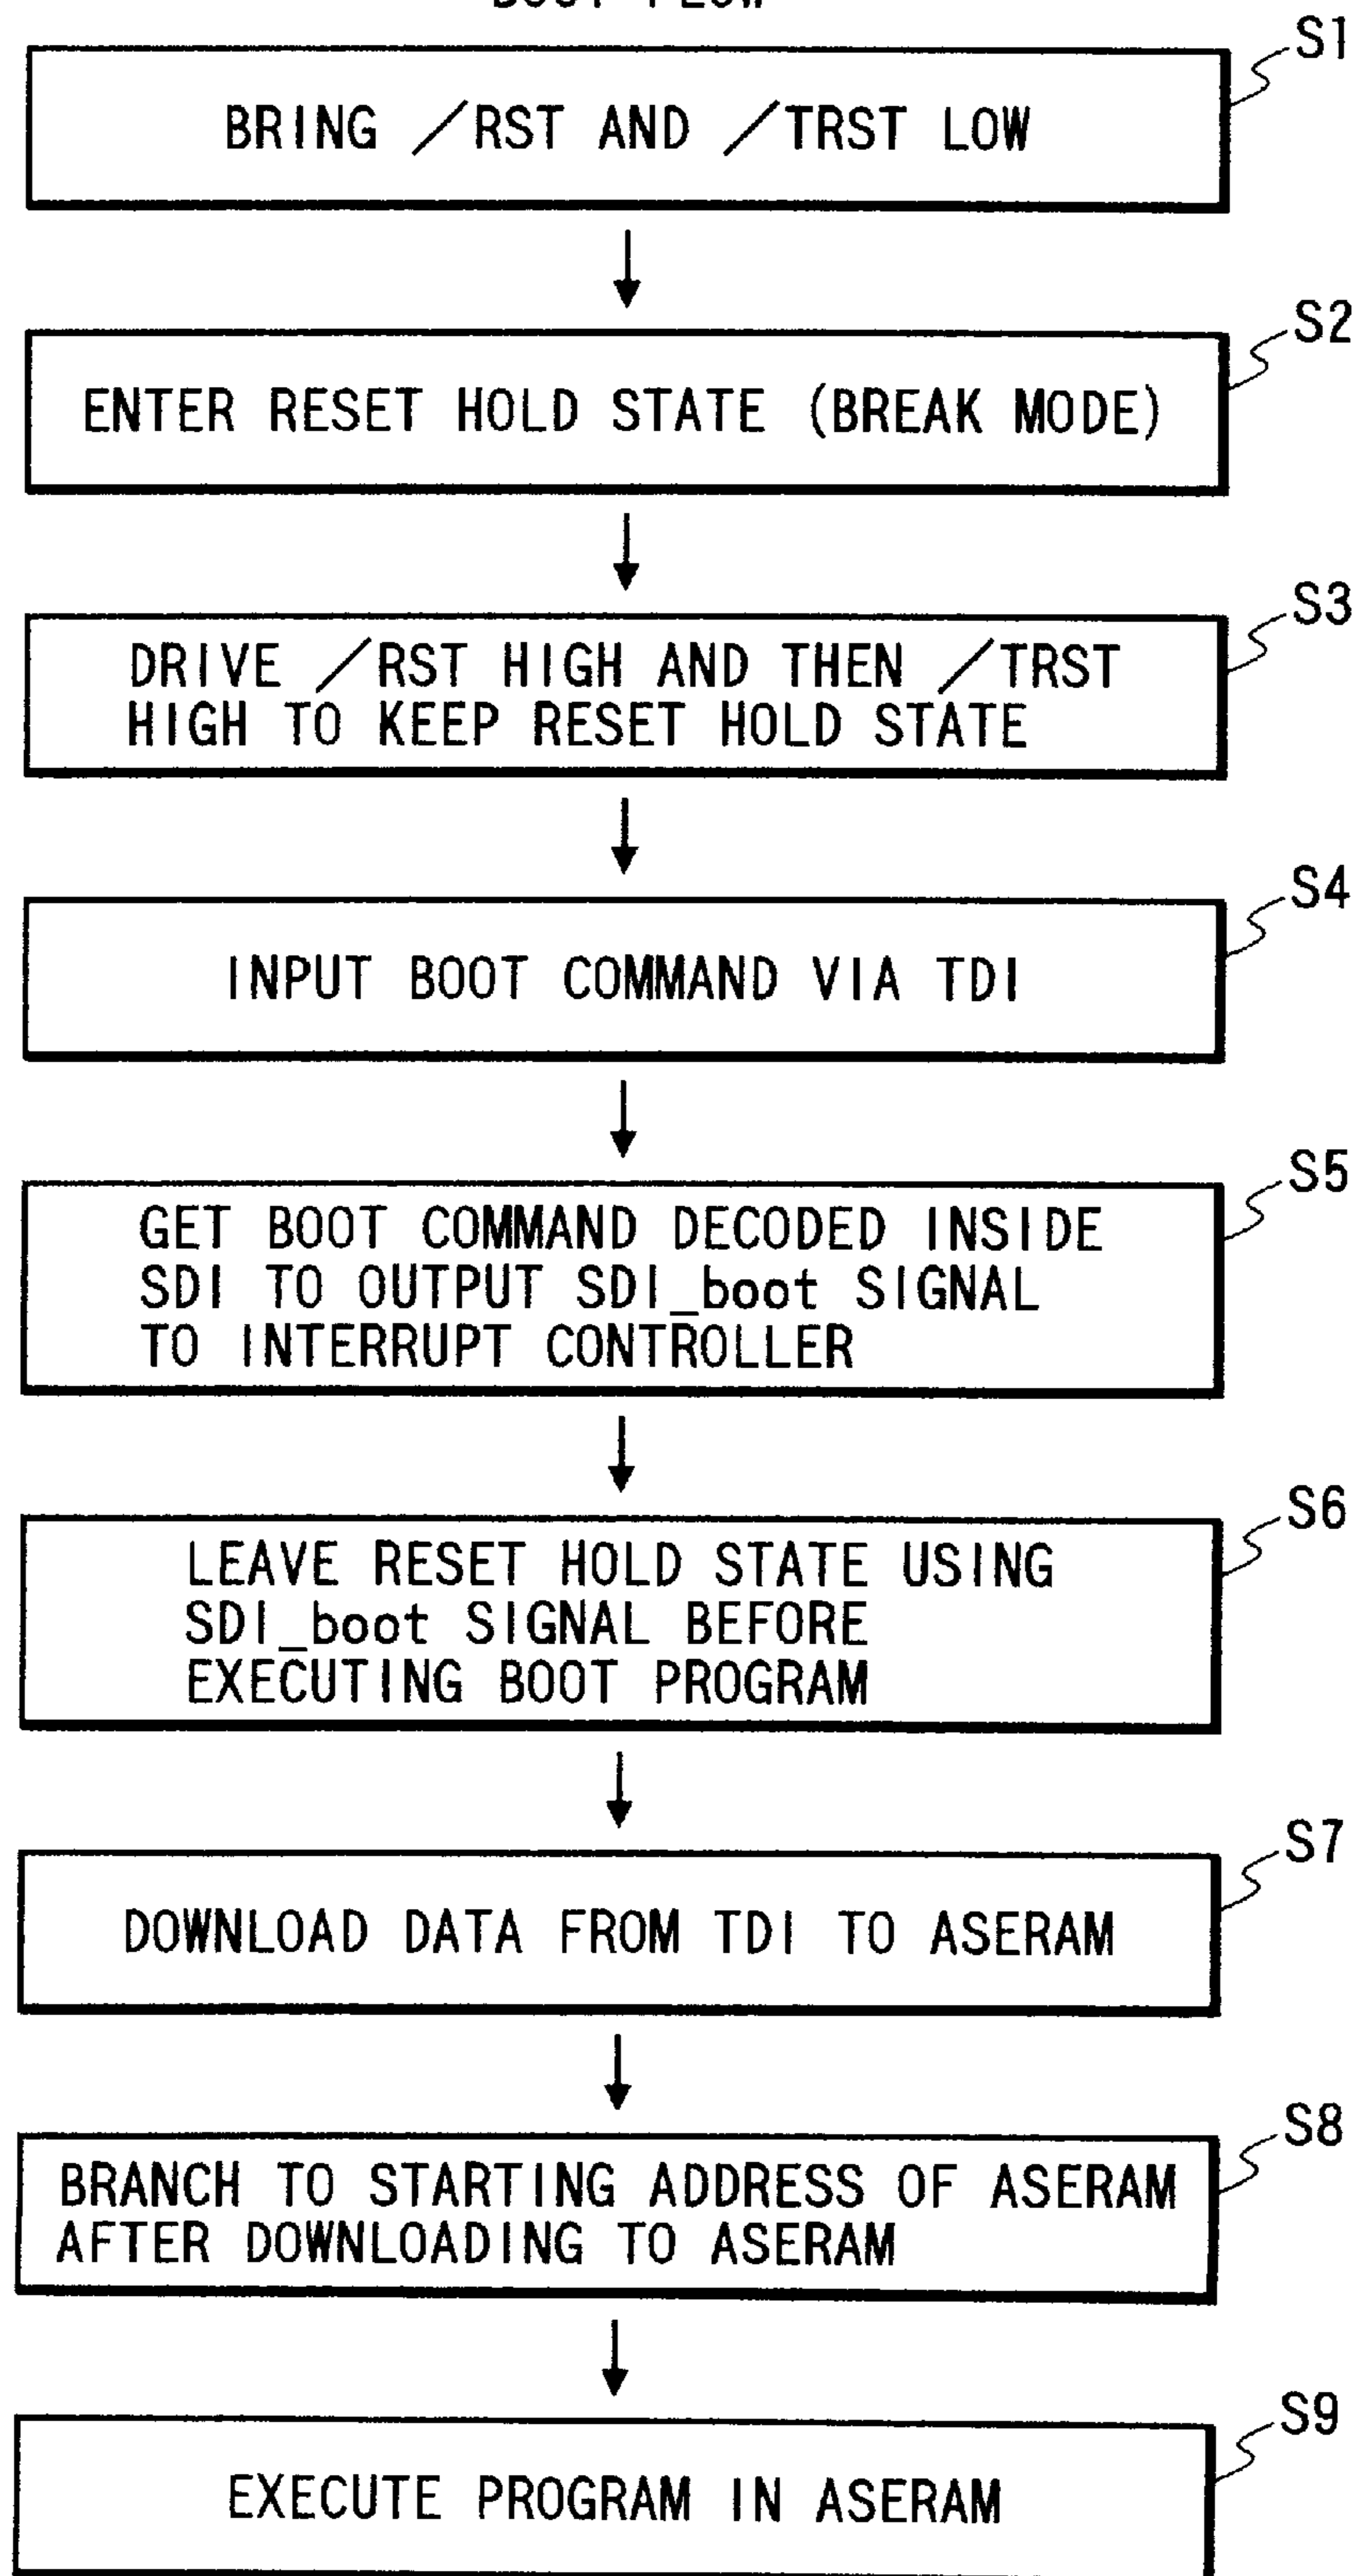 BOOT FLOW
S1
BRING /RST AND /TRST LOW
S2
ENTER RESET HOLD STATE (BREAK MODE)
S3
DRIVE /RST HIGH AND THEN /TRST
HIGH TO KEEP RESET HOLD STATE
S4
INPUT BOOT COMMAND VIA TDI
S5
GET BOOT COMMAND DECODED INSIDE
SDI TO OUTPUT SDI_boot SIGNAL
TO INTERRUPT CONTROLLER
S6
LEAVE RESET HOLD STATE USING
SDI_boot SIGNAL BEFORE
EXECUTING BOOT PROGRAM
S7
DOWNLOAD DATA FROM TDI TO ASERAM
S8
BRANCH TO STARTING ADDRESS OF ASERAM
AFTER DOWNLOADING TO ASERAM
S9
EXECUTE PROGRAM IN ASERAM